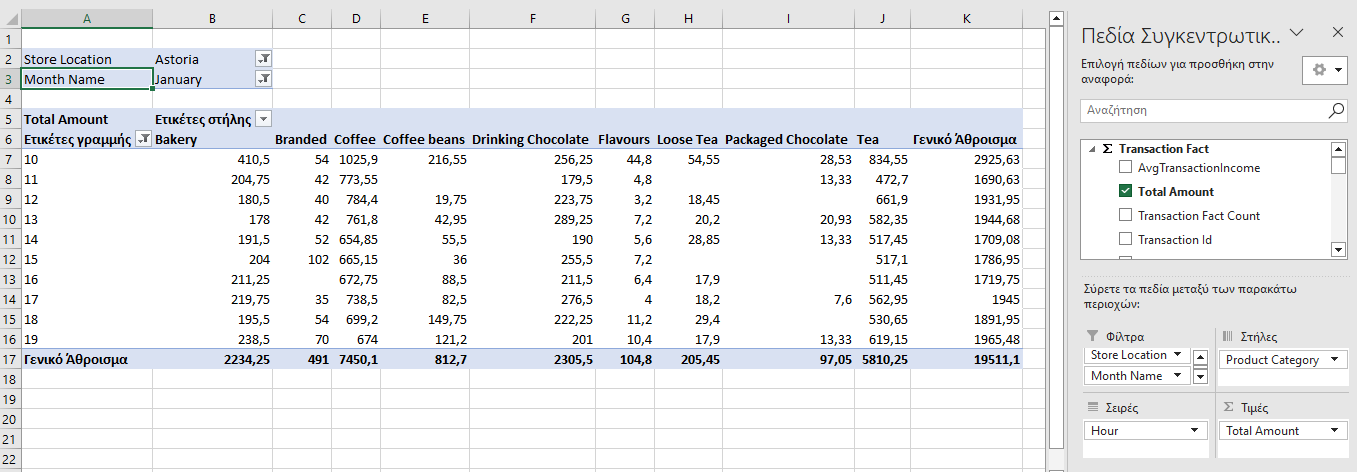 A B C D E F G H I J K
1
2 Store Location Astoria
3 Month Name January
4
5 Total Amount Ετικέτες στήλης
6 Ετικέτες γραμμής Bakery Branded Coffee Coffee beans Drinking Chocolate Flavours Loose Tea Packaged Chocolate Tea Γενικό Άθροισμα
7 10 410,5 54 1025,9 216,55 256,25 44,8 54,55 28,53 834,55 2925,63
8 11 204,75 42 773,55 179,5 4,8 13,33 472,7 1690,63
9 12 180,5 40 784,4 19,75 223,75 3,2 18,45 661,9 1931,95
10 13 178 42 761,8 42,95 289,25 7,2 20,2 20,93 582,35 1944,68
11 14 191,5 52 654,85 55,5 190 5,6 28,85 13,33 517,45 1709,08
12 15 204 102 665,15 36 255,5 7,2 517,1 1786,95
13 16 211,25 672,75 88,5 211,5 6,4 17,9 511,45 1719,75
14 17 219,75 35 738,5 82,5 276,5 4 18,2 7,6 562,95 1945
15 18 195,5 54 699,2 149,75 222,25 11,2 29,4 530,65 1891,95
16 19 238,5 70 674 121,2 201 10,4 17,9 13,33 619,15 1965,48
17 Γενικό Άθροισμα 2234,25 491 7450,1 812,7 2305,5 104,8 205,45 97,05 5810,25 19511,1
18
19
20
21
22
Πεδία Συγκεντρωτικ..
Επιλογή πεδίων για προσθήκη στην
αναφορά:
Αναζήτηση
Σ Transaction Fact
AvgTransactionIncome
Total Amount
Transaction Fact Count
Transaction Id
Σύρετε τα πεδία μεταξύ των παρακάτω
περιοχών:
Φίλτρα
Store Location
Month Name
Στήλες
Product Category
Σειρές
Hour
Σ Τιμές
Total Amount